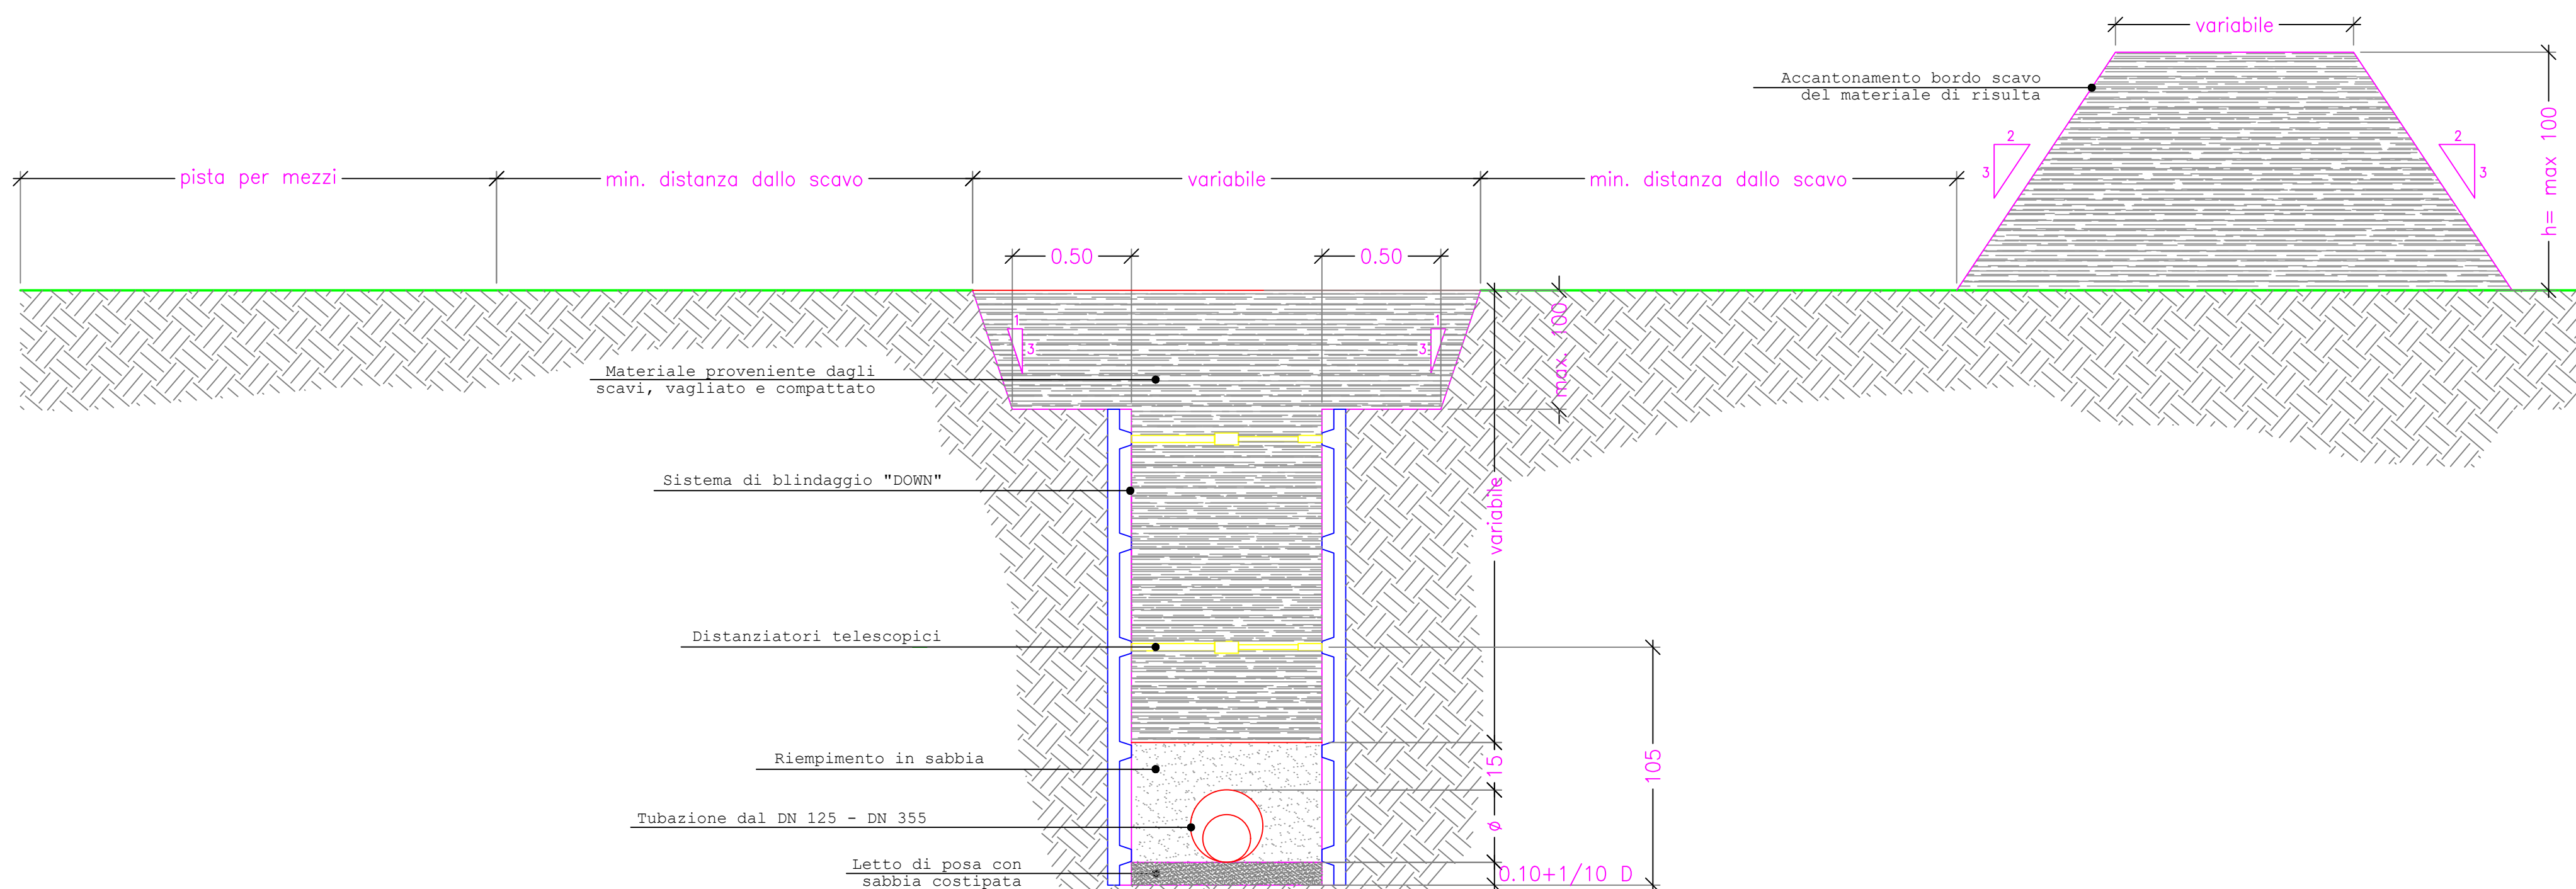 variabile
Accantonamento bordo scavo
del materiale di risulta
2
3
2
3
h= max 100
pista per mezzi
min. distanza dallo scavo
variabile
min. distanza dallo scavo
0.50
0.50
1
3
1
3
max. 100
Materiale proveniente dagli
scavi, vagliato e compattato
Sistema di blindaggio "DOWN"
variabile
Distanziatori telescopici
Riempimento in sabbia
15
105
Tubazione dal DN 125 - DN 355
ø
Letto di posa con
sabbia costipata
0.10+1/10 D